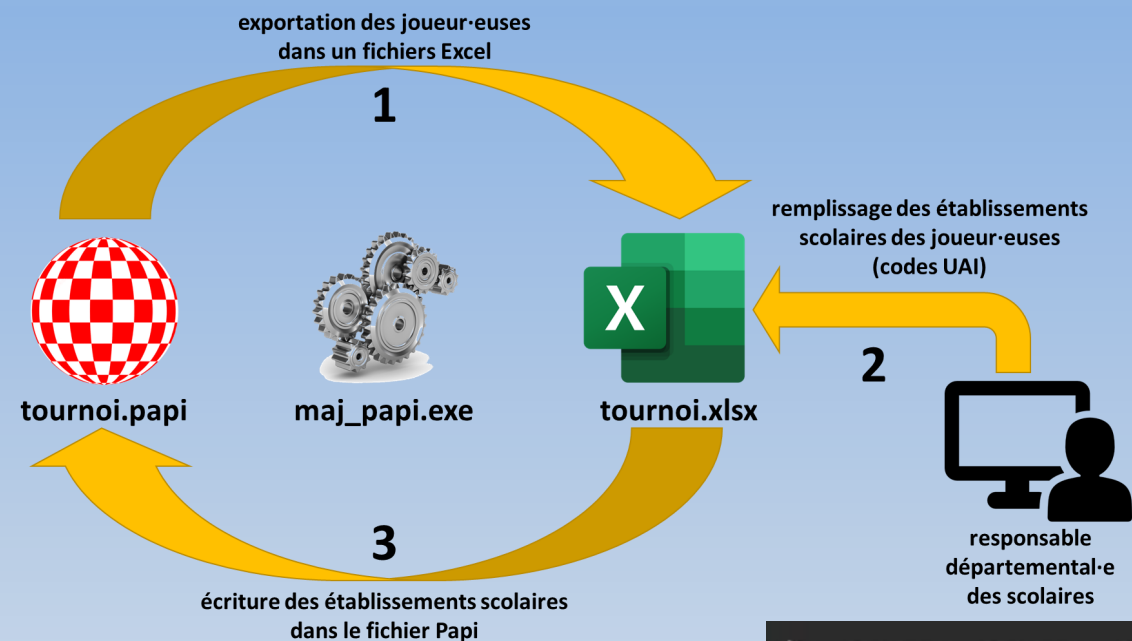 exportation des joueur·euses
dans un fichiers Excel
1
remplissage des établissements
scolaires des joueur·euses
(codes UAI)
X
2
tournoi.papi
maj_papi.exe
tournoi.xlsx
3
responsable
départemental·e
des scolaires
écriture des établissements scolaires
dans le fichier Papi